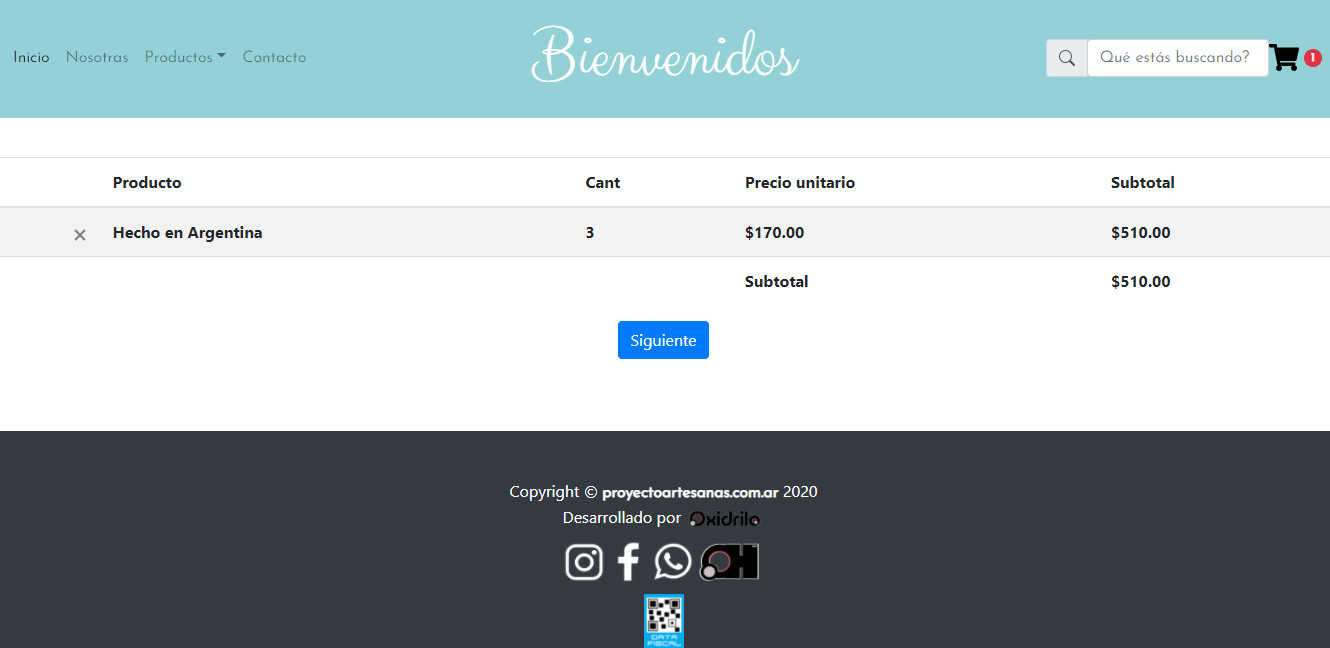 Inicio Nosotras Productos Contacto
Bienvenidos
Qué estás buscando?
1
Producto Cant Precio unitario Subtotal
× Hecho en Argentina 3 $170.00 $510.00
Subtotal $510.00
Siguiente
Copyright © proyectoartesanas.com.ar 2020
Desarrollado por Oxidrilo
OH
DATA
FISCAL